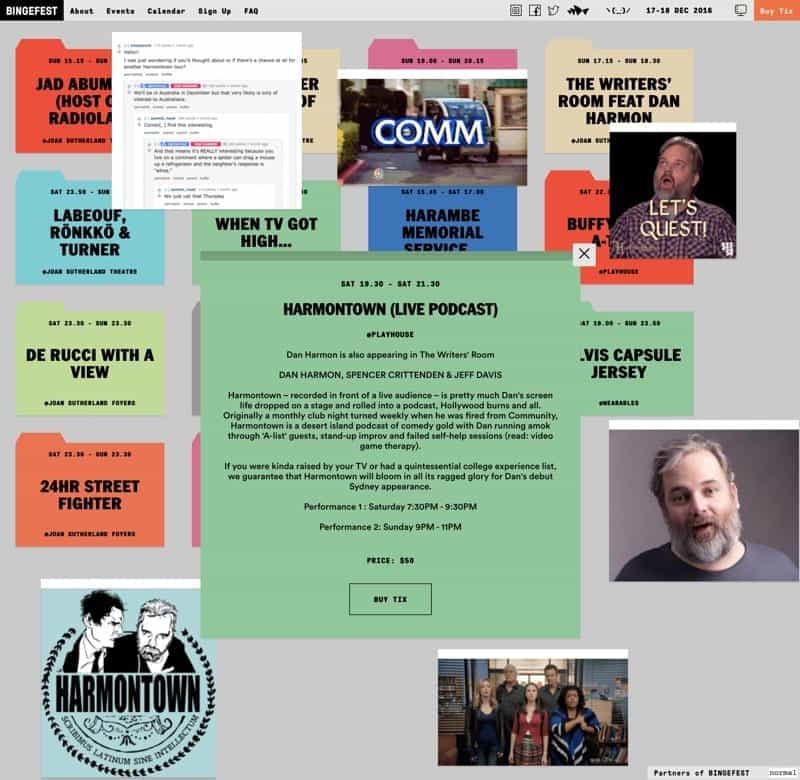 BINGEFEST About Events Calendar Sign Up FAQ
17-18 DEC 2016 Buy Tix
SUN 15.15 - SUN
JAD ABUM
(HOST O
RADIOLA
@JOAN SUTHERLAND
Hello!
I was just wondering if you'd thought about or if there's a chance at all for
another Harmontown tour?
We'll be in Australia in December but that very likely is only of
interest to Australians.
Correct, I find this interesting.
And that means it's REALLY interesting because you
live on a comment where a spider can drag a mouse
up a refrigerator and the neighbor's response is
"whoa."
We just call that Thursday
ER
OF
TRE
SUN 19.00 - SUN 20.15
COMM
SUN 17.15 - SUN 18.30
THE WRITERS'
ROOM FEAT DAN
HARMON
SAT 23.50 - SUN
LABEOUF,
RÖNKKÖ &
TURNER
@JOAN SUTHERLAND THEATRE
WHEN TV GOT
HIGH...
SAT 15.45 - SAT 17.00
HARAMBE
MEMORIAL
SERVICE
SAT 22.
BUFFY
A-T
@PLAYHOUSE
LET'S
QUEST!
SAT 23.30 - SUN 23.30
DE RUCCI WITH A
VIEW
@JOAN SUTHERLAND FOYERS
SAT 19.30 - SAT 21.30
HARMONTOWN (LIVE PODCAST)
@PLAYHOUSE
Dan Harmon is also appearing in The Writers' Room
DAN HARMON, SPENCER CRITTENDEN & JEFF DAVIS
Harmontown – recorded in front of a live audience – is pretty much Dan's screen
life dropped on a stage and rolled into a podcast, Hollywood burns and all.
Originally a monthly club night turned weekly when he was fired from Community,
Harmontown is a desert island podcast of comedy gold with Dan running amok
through 'A-list' guests, stand-up improv and failed self-help sessions (read: video
game therapy).
If you were kinda raised by your TV or had a quintessential college experience list,
we guarantee that Harmontown will bloom in all its ragged glory for Dan's debut
Sydney appearance.
Performance 1 : Saturday 7:30PM - 9:30PM
Performance 2: Sunday 9PM - 11PM
PRICE: $50
BUY TIX
AT 19.00 - SUN 23.59
LVIS CAPSULE
JERSEY
@WEARABLES
SAT 23.30 - SUN 23.30
24HR STREET
FIGHTER
@JOAN SUTHERLAND FOYERS
HARMONTOWN
SCRIBIMUS LATINUM SINE INTELLECTUM
Partners of BINGEFEST normal